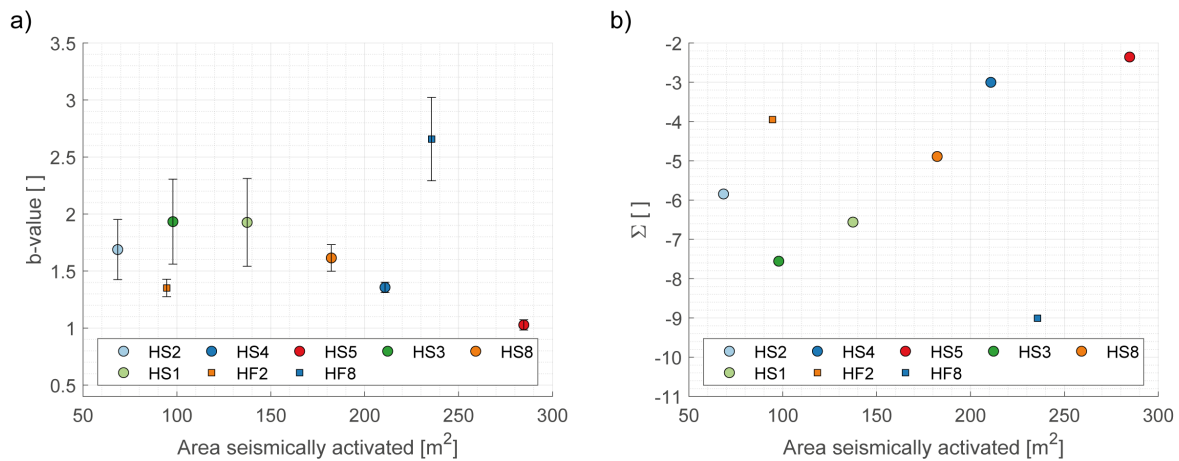 a)
3.5
3
2.5
2
1.5
1
0.5
b-value [ ]
HS2 HS4 HS5 HS3 HS8
HS1 HF2 HF8
50 100 150 200 250 300
Area seismically activated [m²]
b)
-2
-3
-4
-5
-6
-7
-8
-9
-10
-11
Σ [ ]
HS2 HS4 HS5 HS3 HS8
HS1 HF2 HF8
50 100 150 200 250 300
Area seismically activated [m²]